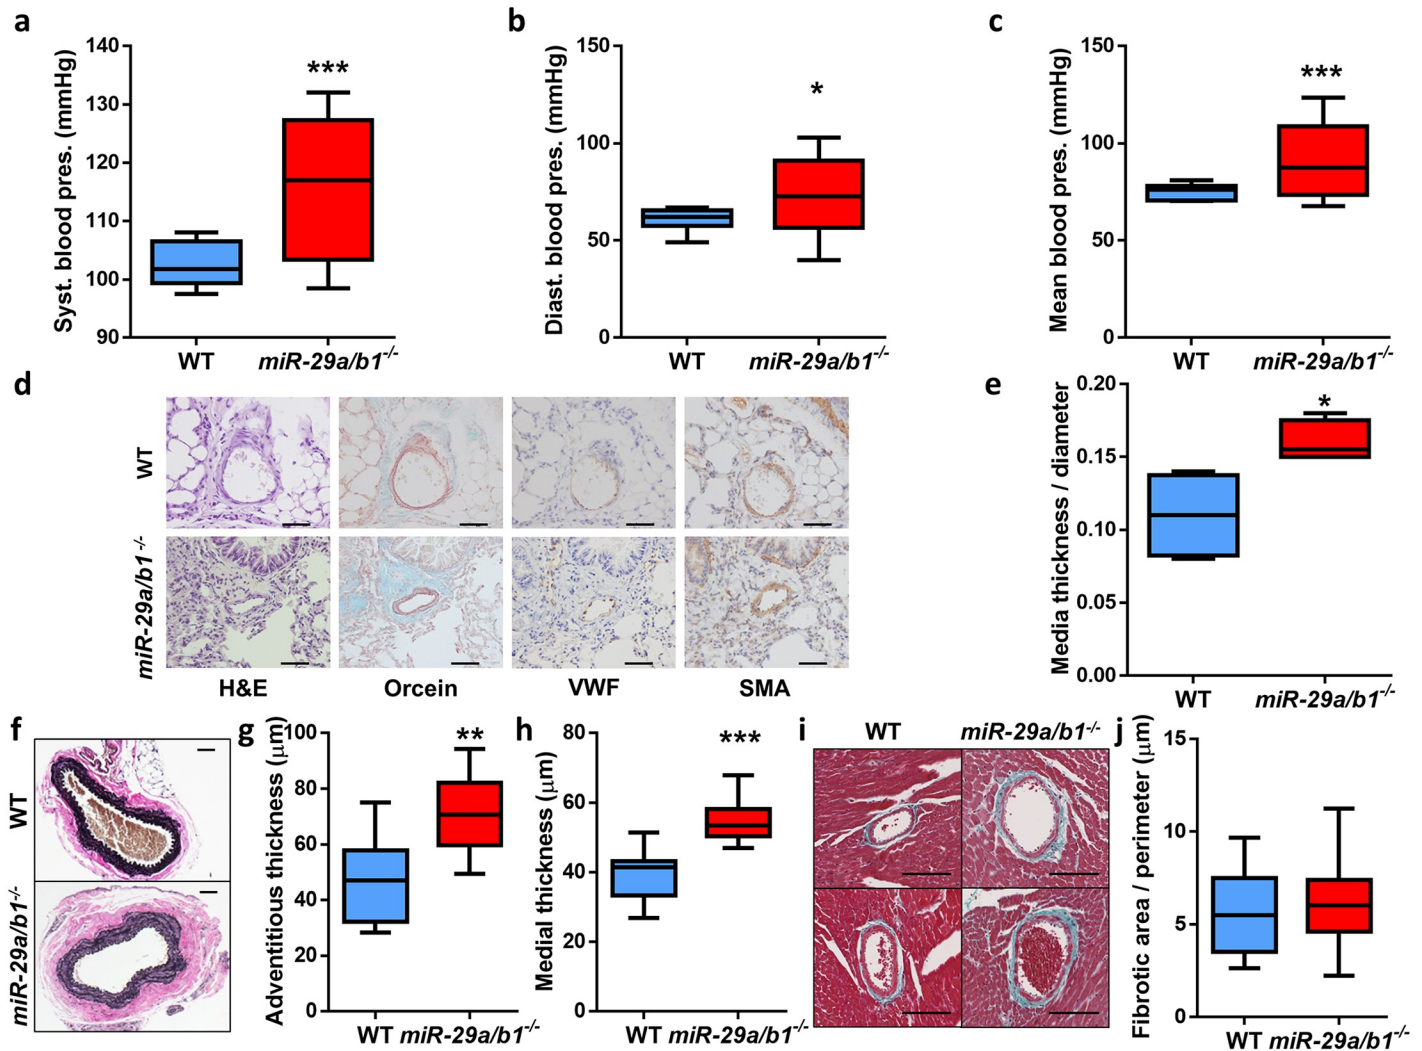 a
Syst. blood pres. (mmHg)
140
130
120
110
100
90
***
WT
miR-29a/b1-/-
b
Diast. blood pres. (mmHg)
150
100
50
0
*
WT
miR-29a/b1-/-
c
Mean blood pres. (mmHg)
150
100
50
0
***
WT
miR-29a/b1-/-
d
WT
miR-29a/b1-/-
H&E
Orcein
VWF
SMA
e
Media thickness / diameter
0.20
0.15
0.10
0.05
0.00
*
WT
miR-29a/b1-/-
f
WT
miR-29a/b1-/-
g
Adventitious thickness (μm)
100
80
60
40
20
0
**
WT
miR-29a/b1-/-
h
Medial thickness (μm)
80
60
40
20
0
***
WT
miR-29a/b1-/-
i
WT
miR-29a/b1-/-
j
Fibrotic area / perimeter (μm)
15
10
5
0
WT
miR-29a/b1-/-